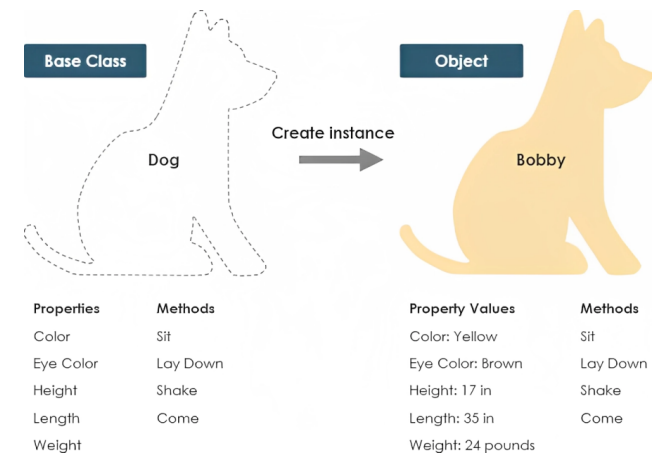 Base Class
Object
Create instance
Dog
Bobby
Properties
Methods
Color
Sit
Eye Color
Lay Down
Height
Shake
Length
Come
Weight
Property Values
Methods
Color: Yellow
Sit
Eye Color: Brown
Lay Down
Height: 17 in
Shake
Length: 35 in
Come
Weight: 24 pounds